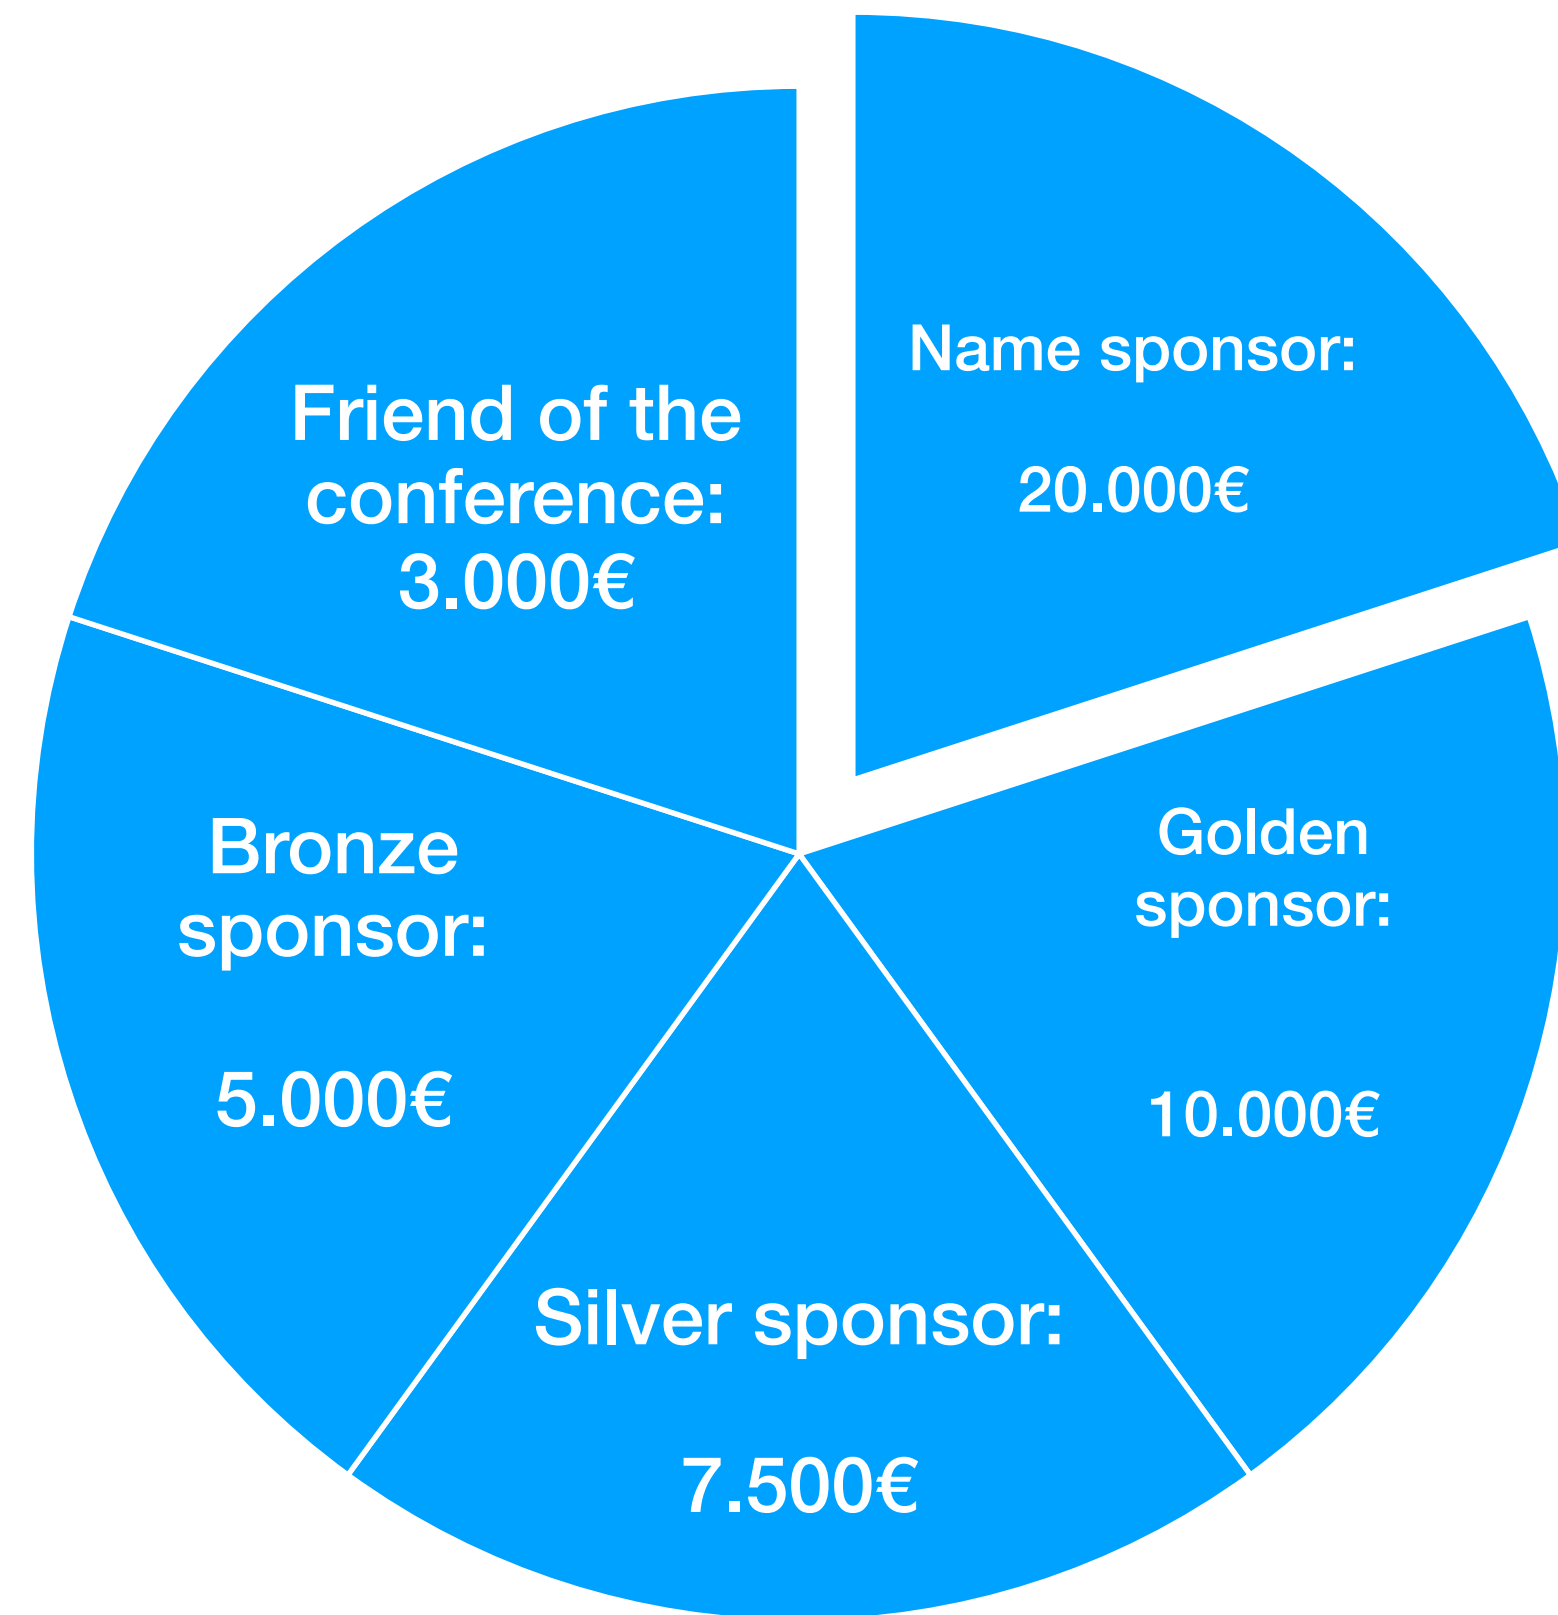 Name sponsor:
20.000€
Golden
sponsor:
10.000€
Silver sponsor:
7.500€
Bronze
sponsor:
5.000€
Friend of the
conference:
3.000€